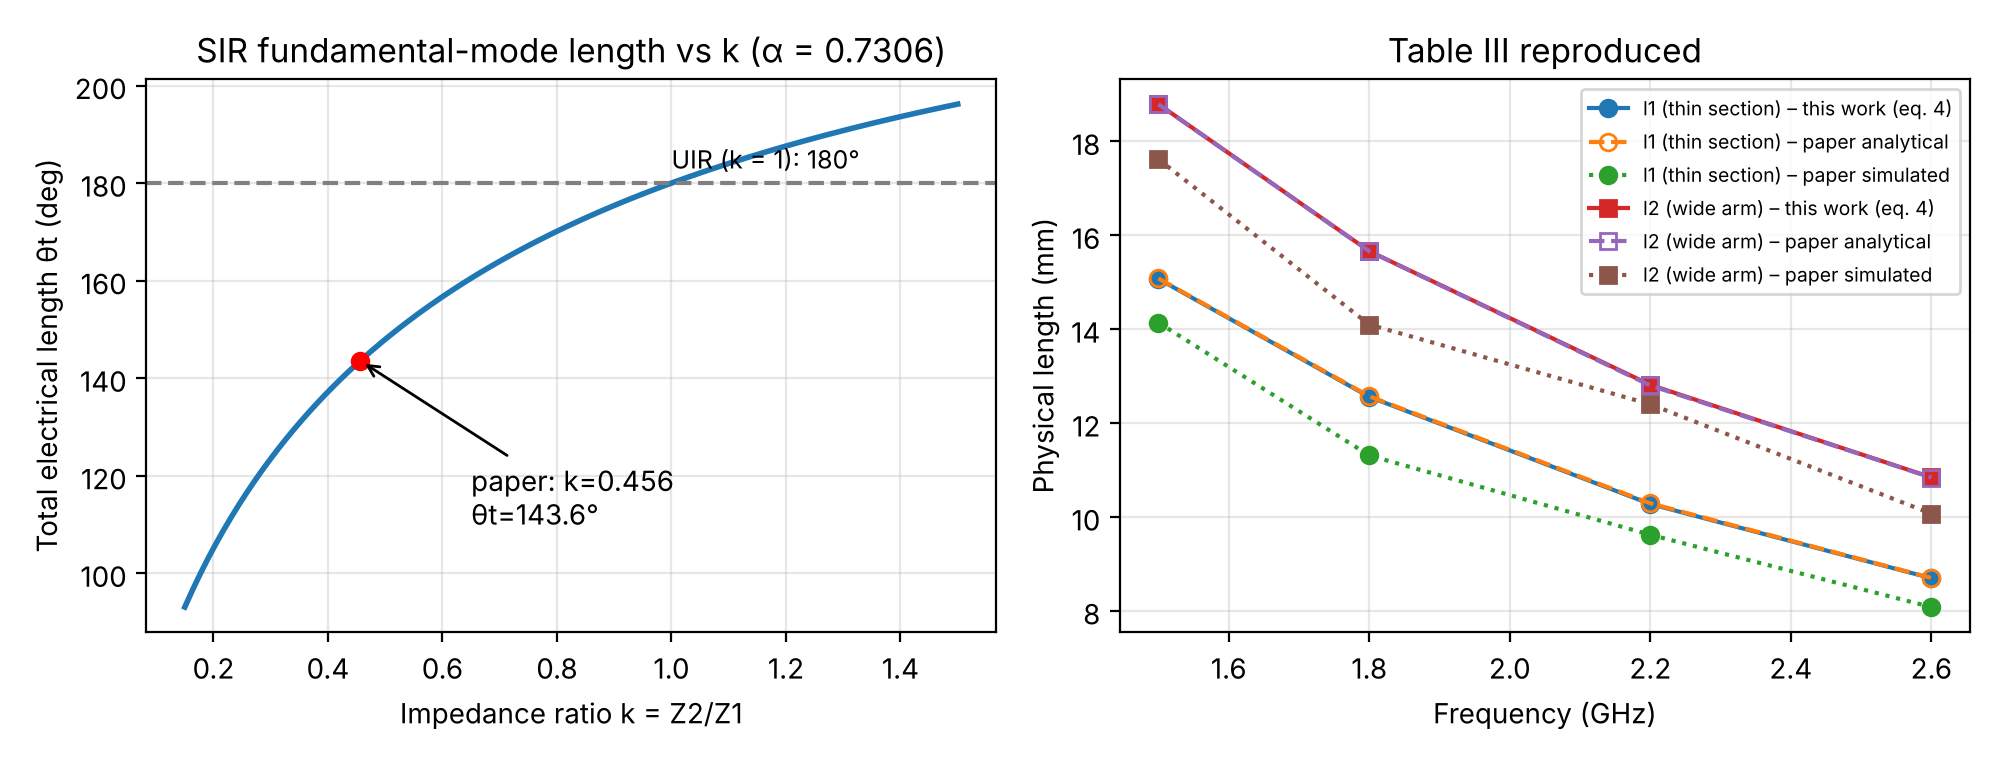 SIR fundamental-mode length vs k (α = 0.7306)
Total electrical length θt (deg)
200
180
160
140
120
100
UIR (k = 1): 180°
paper: k=0.456
θt=143.6°
0.2 0.4 0.6 0.8 1.0 1.2 1.4
Impedance ratio k = Z2/Z1
Table III reproduced
Physical length (mm)
18
16
14
12
10
8
l1 (thin section) – this work (eq. 4)
l1 (thin section) – paper analytical
l1 (thin section) – paper simulated
l2 (wide arm) – this work (eq. 4)
l2 (wide arm) – paper analytical
l2 (wide arm) – paper simulated
1.6 1.8 2.0 2.2 2.4 2.6
Frequency (GHz)